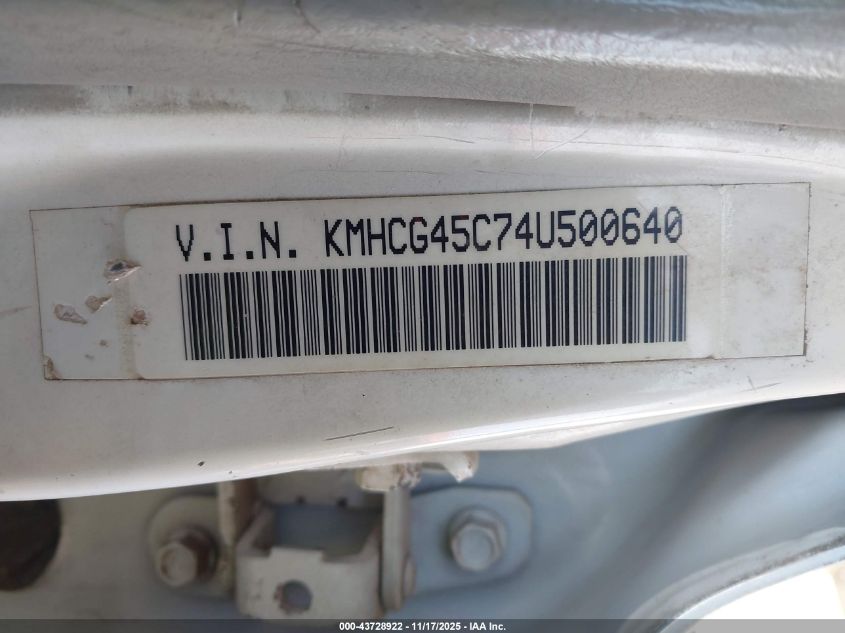 V.I.N. KMHCG45C74U500640
000-43728922 - 11/17/2025 - IAA Inc.